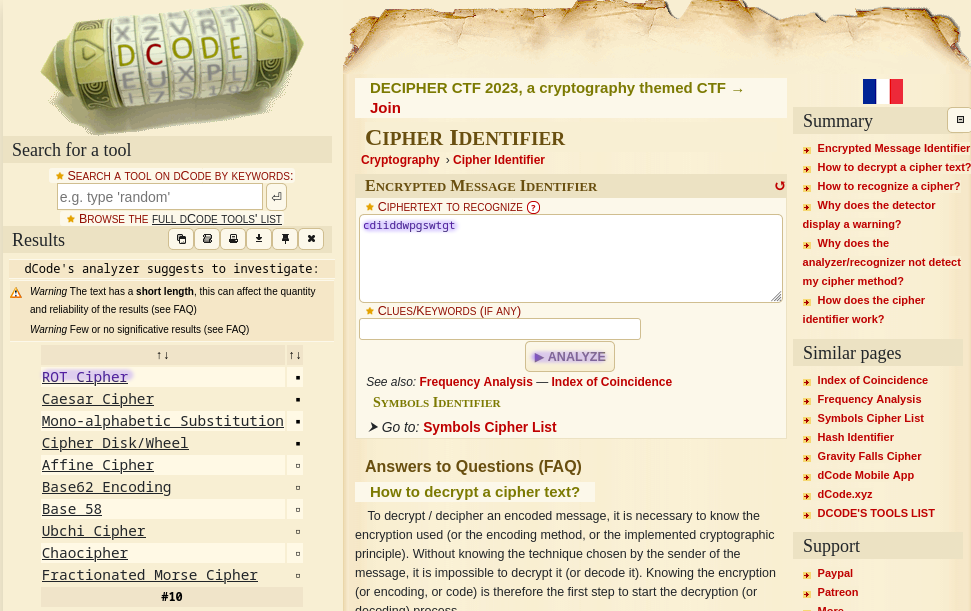 DCODE
Search for a tool
★ Search a tool on dCode by keywords:
e.g. type 'random'
★ Browse the full dCode tools' list
Results
dCode's analyzer suggests to investigate:
Warning The text has a short length, this can affect the quantity
and reliability of the results (see FAQ)
Warning Few or no significative results (see FAQ)
↑↓ ↑↓
ROT Cipher ▪
Caesar Cipher ▪
Mono-alphabetic Substitution ▪
Cipher Disk/Wheel ▪
Affine Cipher ▫
Base62 Encoding ▫
Base 58 ▫
Ubchi Cipher ▫
Chaocipher ▫
Fractionated Morse Cipher ▫
#10
DECIPHER CTF 2023, a cryptography themed CTF →
Join
Cipher Identifier
Cryptography › Cipher Identifier
Encrypted Message Identifier ↺
★ Ciphertext to recognize ?
cdiiddwpgswtgt
★ Clues/Keywords (if any)
▶ ANALYZE
See also: Frequency Analysis — Index of Coincidence
Symbols Identifier
⮞ Go to: Symbols Cipher List
Answers to Questions (FAQ)
How to decrypt a cipher text?
To decrypt / decipher an encoded message, it is necessary to know the
encryption used (or the encoding method, or the implemented cryptographic
principle). Without knowing the technique chosen by the sender of the
message, it is impossible to decrypt it (or decode it). Knowing the encryption
(or encoding, or code) is therefore the first step to start the decryption (or
decoding) process.
Summary
Encrypted Message Identifier
How to decrypt a cipher text?
How to recognize a cipher?
Why does the detector
display a warning?
Why does the
analyzer/recognizer not detect
my cipher method?
How does the cipher
identifier work?
Similar pages
Index of Coincidence
Frequency Analysis
Symbols Cipher List
Hash Identifier
Gravity Falls Cipher
dCode Mobile App
dCode.xyz
DCODE'S TOOLS LIST
Support
Paypal
Patreon
More